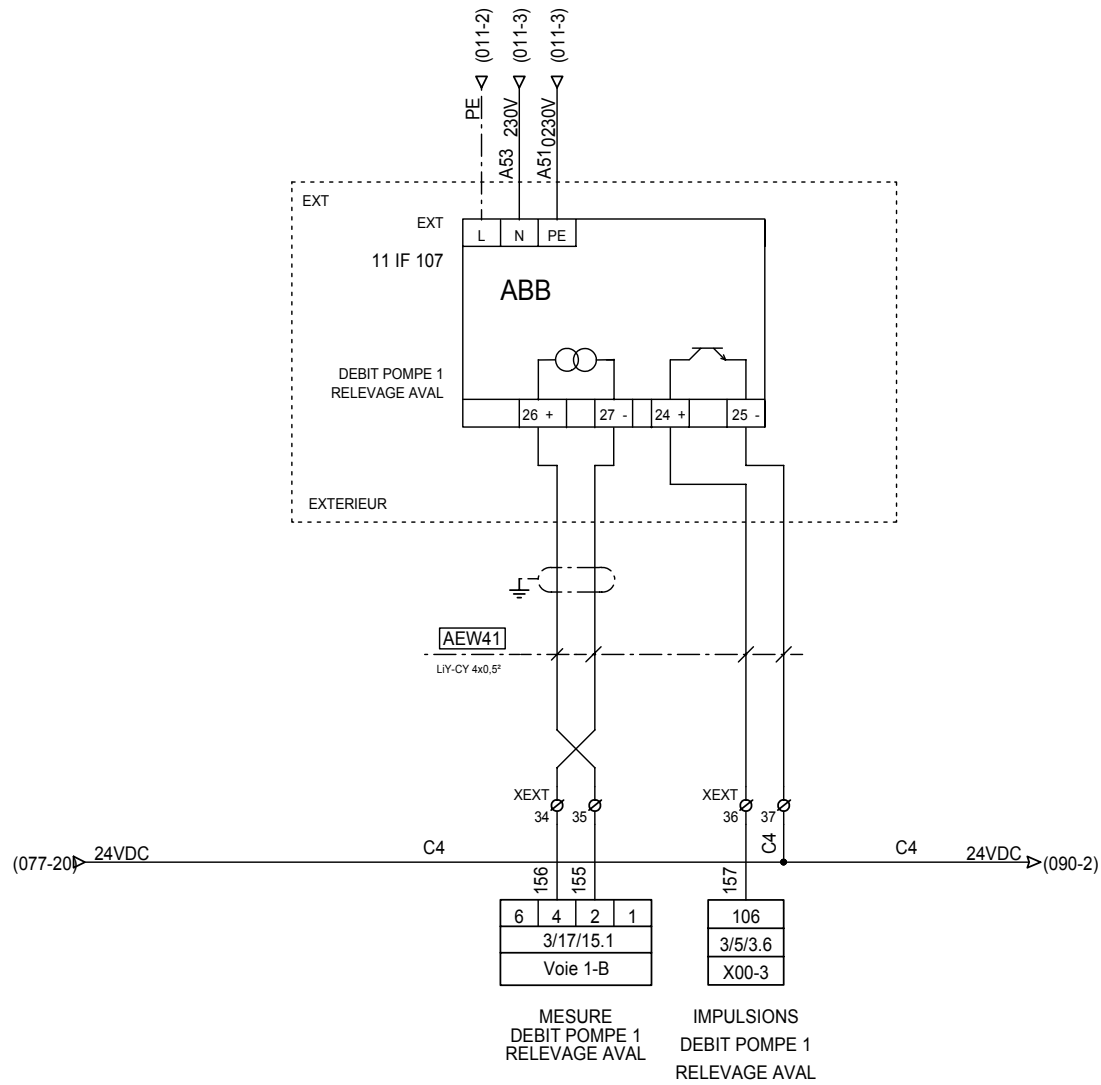 (011-2)
(011-3)
(011-3)
PE
A53 230V
A51 0230V
EXT
EXT
L N PE
11 IF 107
ABB
DEBIT POMPE 1
RELEVAGE AVAL
26 + 27 - 24 + 25 -
EXTERIEUR
AEW41
LiY-CY 4x0,5²
XEXT
34
35
XEXT
36
37
(077-20) 24VDC C4 C4 C4 24VDC (090-2)
156
155
157
6 4 2 1
3/17/15.1
Voie 1-B
106
3/5/3.6
X00-3
MESURE
DEBIT POMPE 1
RELEVAGE AVAL
IMPULSIONS
DEBIT POMPE 1
RELEVAGE AVAL